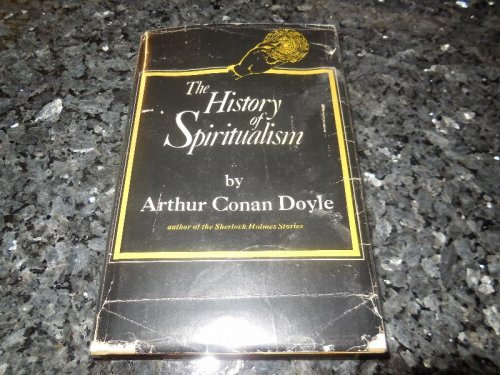 The
History
of
Spiritualism
by
Arthur Conan Doyle
author of the Sherlock Holmes Stories